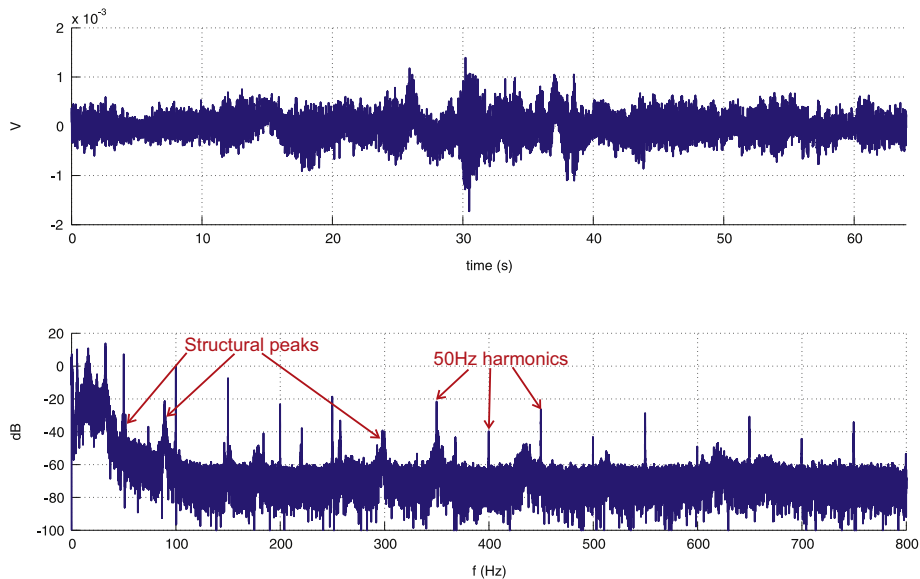 x 10⁻³
2
1
0
-1
-2
V
0 10 20 30 40 50 60
time (s)
20
0
-20
-40
-60
-80
-100
dB
Structural peaks
50Hz harmonics
0 100 200 300 400 500 600 700 800
f (Hz)